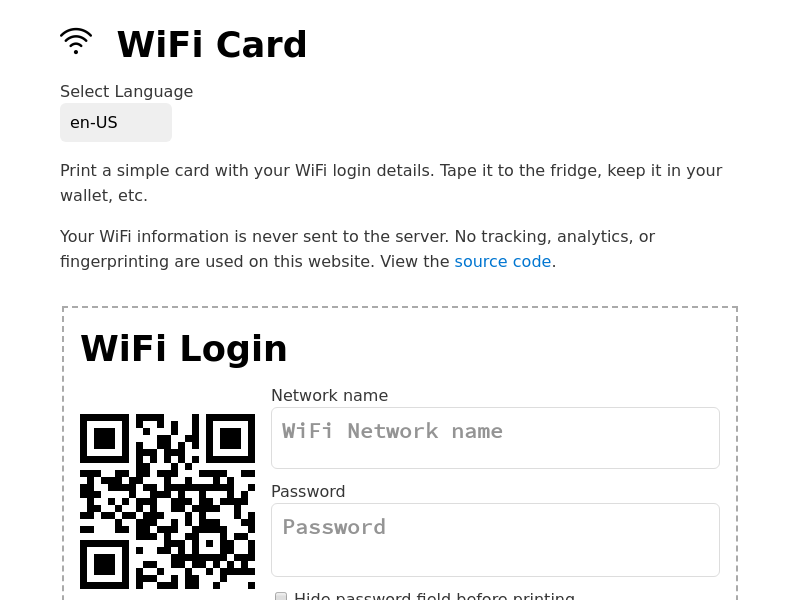 WiFi Card
Select Language
en-US
Print a simple card with your WiFi login details. Tape it to the fridge, keep it in your
wallet, etc.
Your WiFi information is never sent to the server. No tracking, analytics, or
fingerprinting are used on this website. View the source code.
WiFi Login
Network name
WiFi Network name
Password
Password
Hide password field before printing